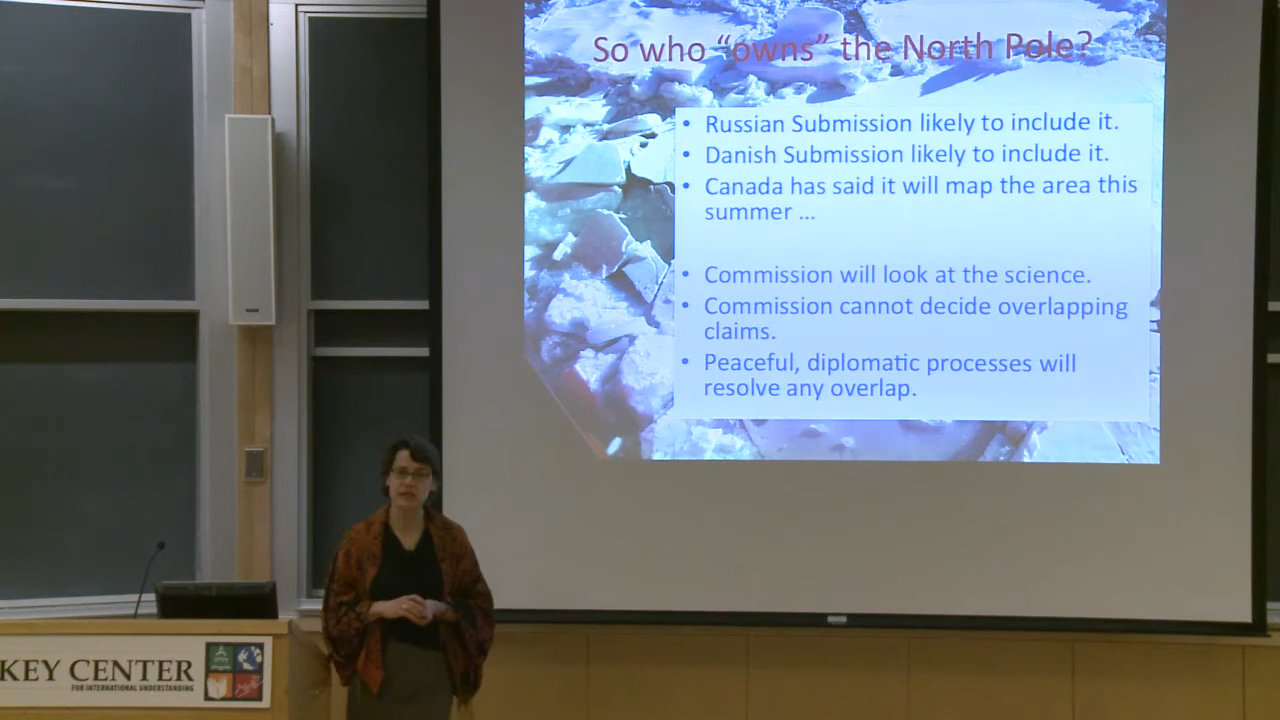 So who “owns” the North Pole?
• Russian Submission likely to include it.
• Danish Submission likely to include it.
• Canada has said it will map the area this
summer ...
• Commission will look at the science.
• Commission cannot decide overlapping
claims.
• Peaceful, diplomatic processes will
resolve any overlap.
KEY CENTER
FOR INTERNATIONAL UNDERSTANDING